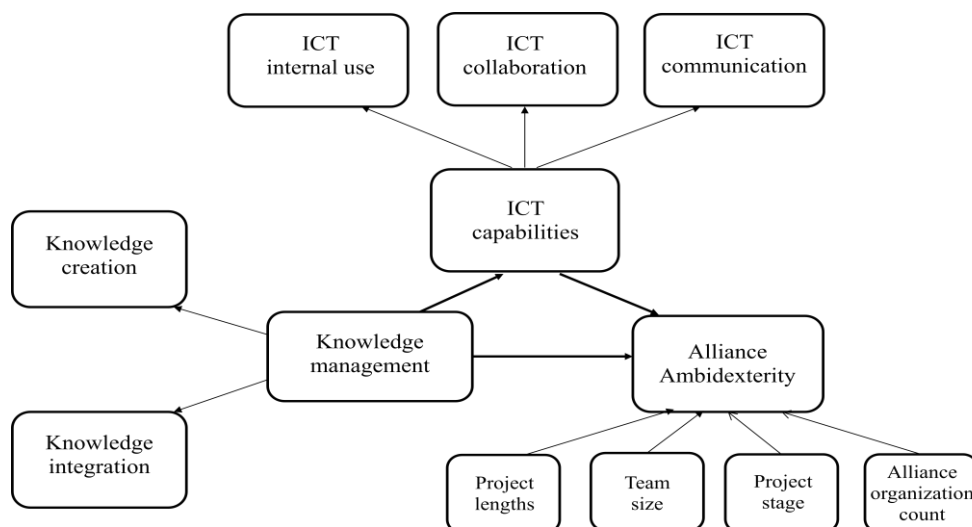 ICT
internal use
ICT
collaboration
ICT
communication
ICT
capabilities
Knowledge
creation
Knowledge
management
Alliance
Ambidexterity
Knowledge
integration
Project
lengths
Team
size
Project
stage
Alliance
organization
count